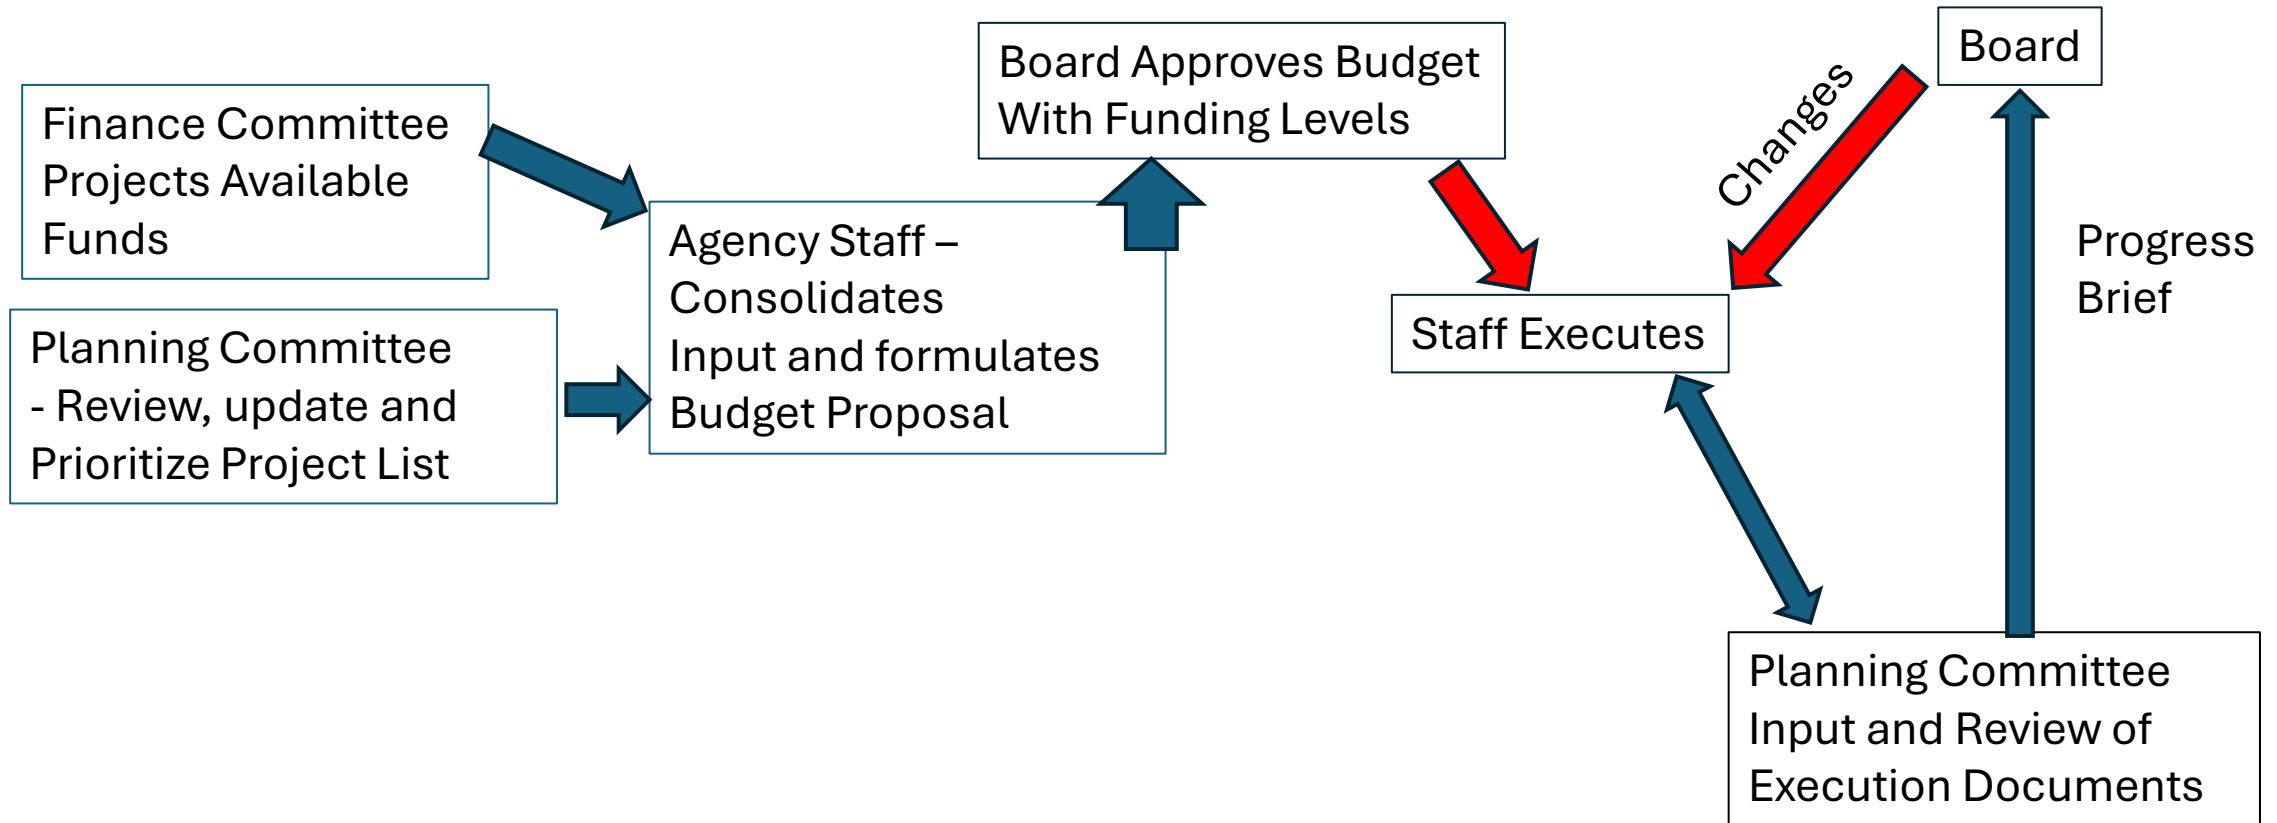 Finance Committee
Projects Available
Funds
Planning Committee
- Review, update and
Prioritize Project List
Agency Staff –
Consolidates
Input and formulates
Budget Proposal
Board Approves Budget
With Funding Levels
Staff Executes
Changes
Board
Progress
Brief
Planning Committee
Input and Review of
Execution Documents